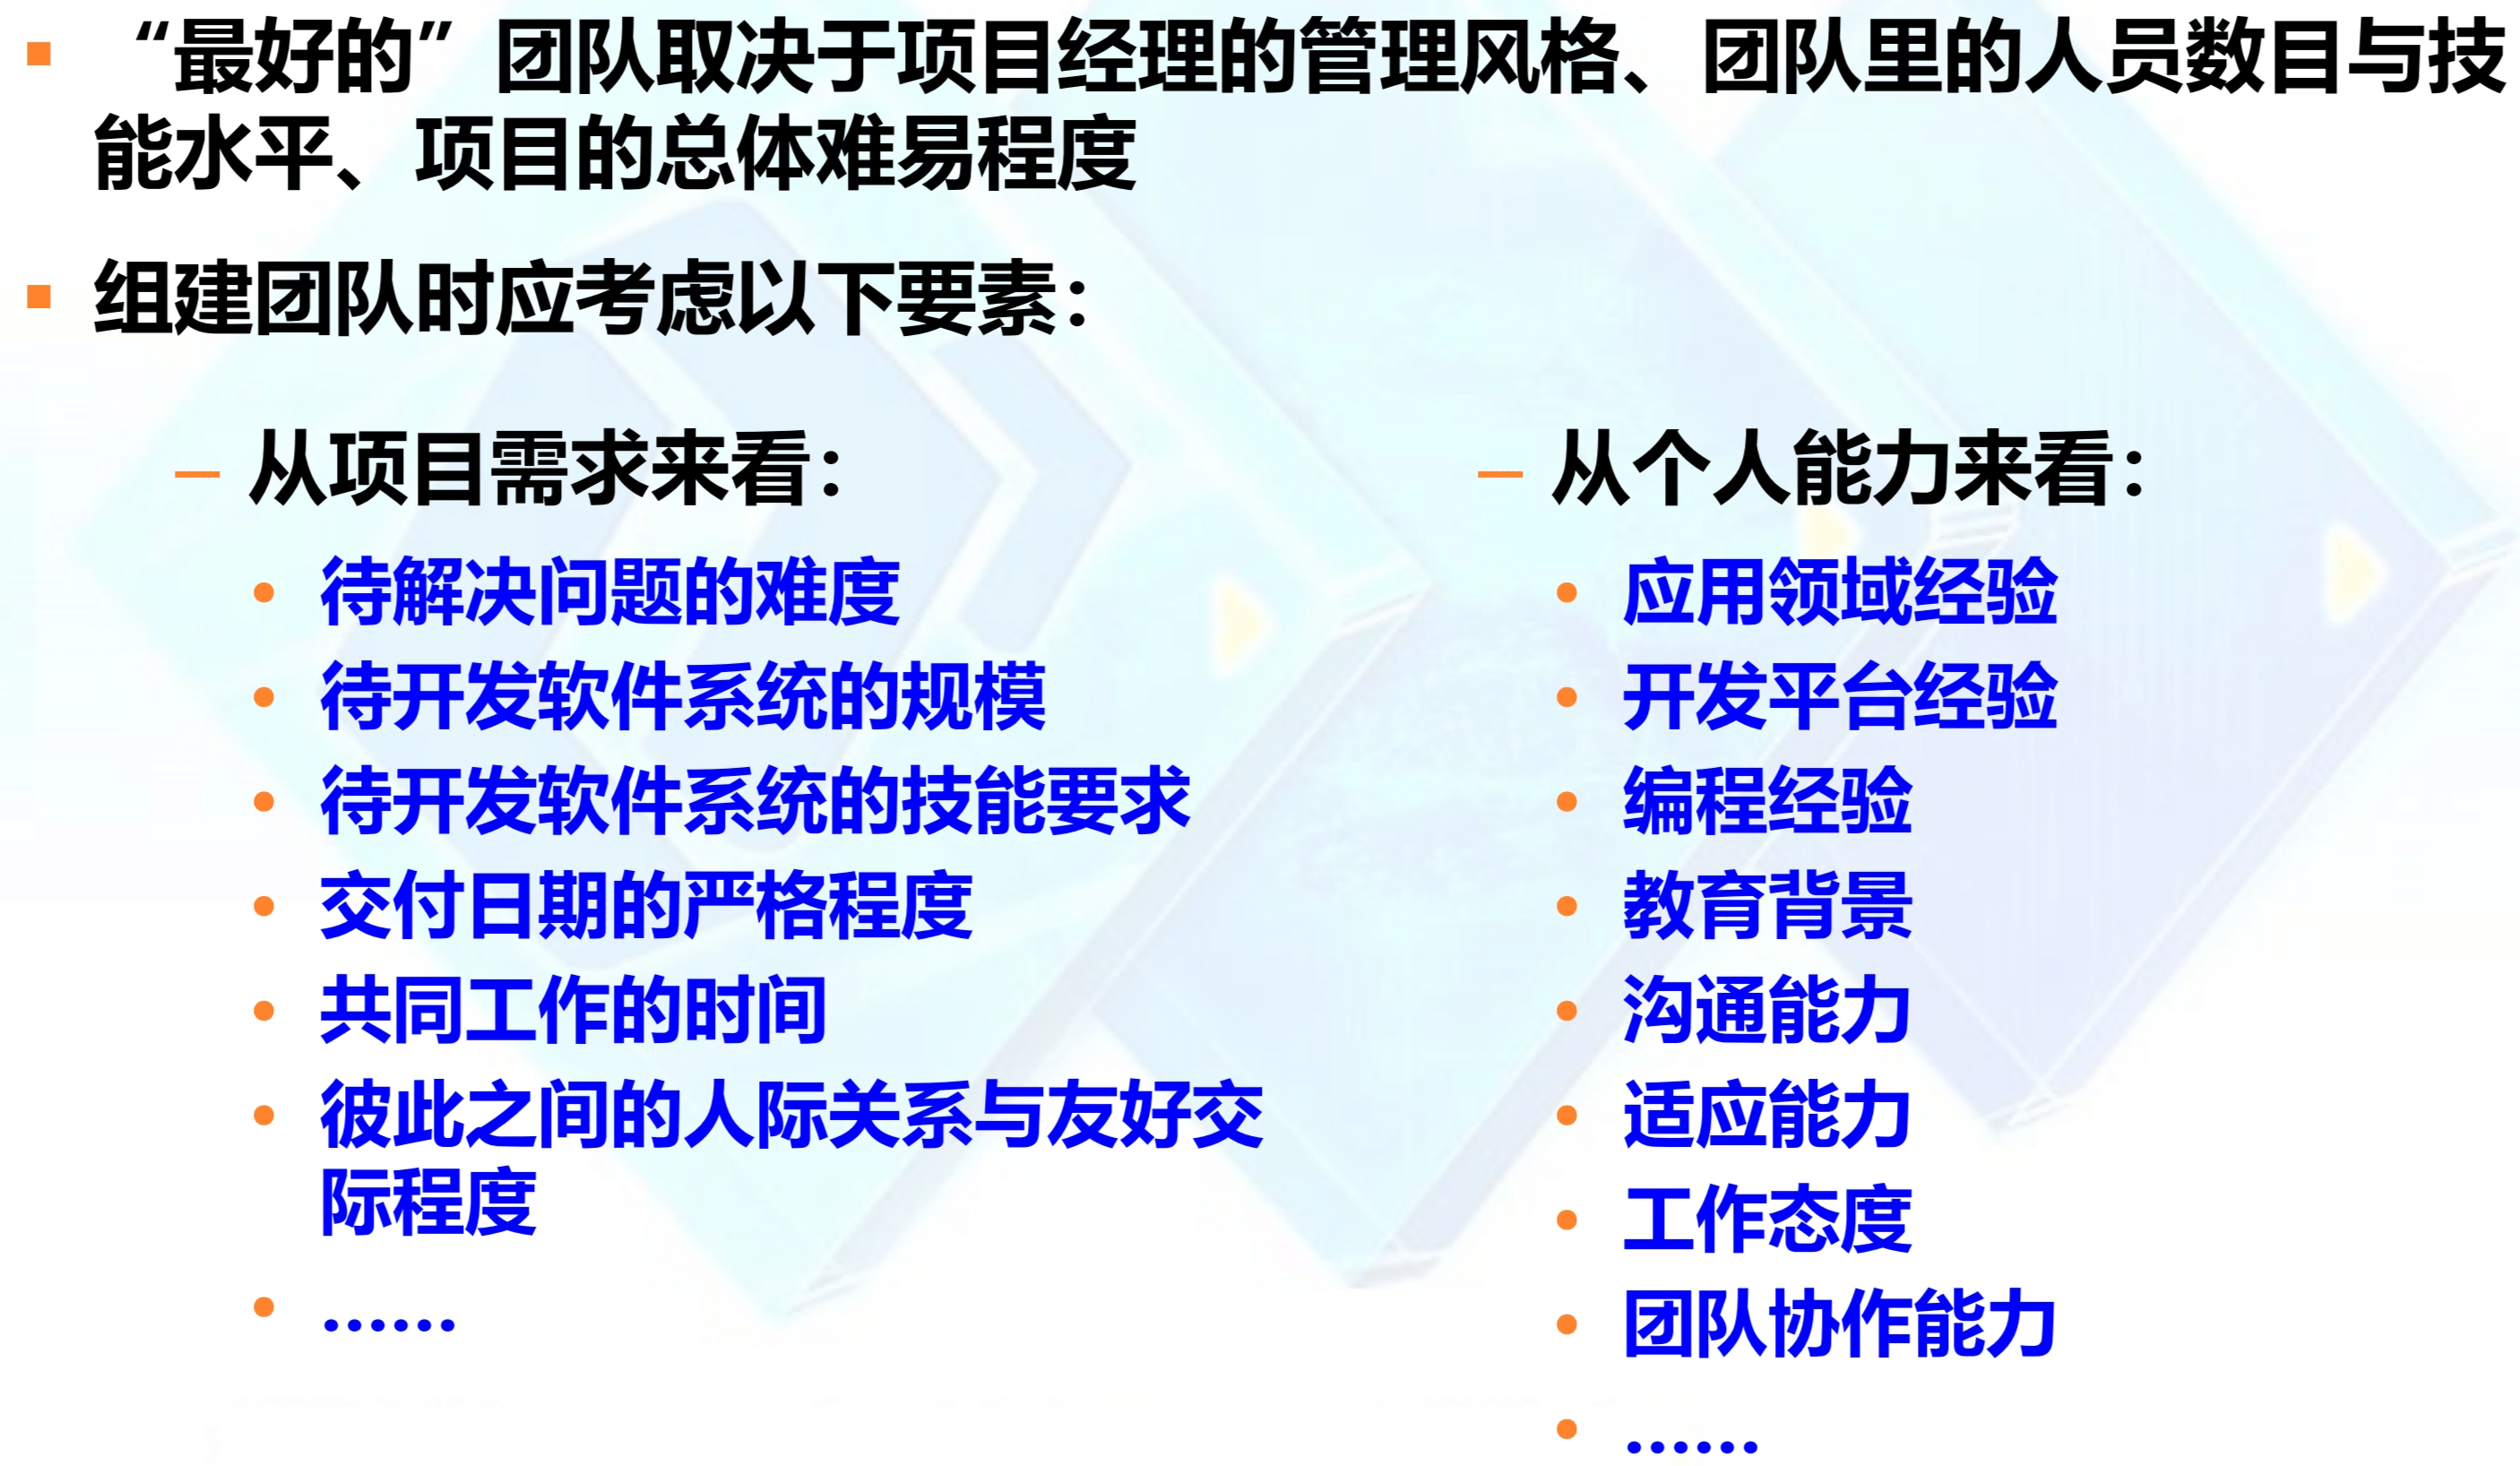 “最好的”团队取决于项目经理的管理风格、团队里的人员数目与技
能水平、项目的总体难易程度
组建团队时应考虑以下要素：
从项目需求来看：
待解决问题的难度
待开发软件系统的规模
待开发软件系统的技能要求
交付日期的严格程度
共同工作的时间
彼此之间的人际关系与友好交
际程度
……
从个人能力来看：
应用领域经验
开发平台经验
编程经验
教育背景
沟通能力
适应能力
工作态度
团队协作能力
……